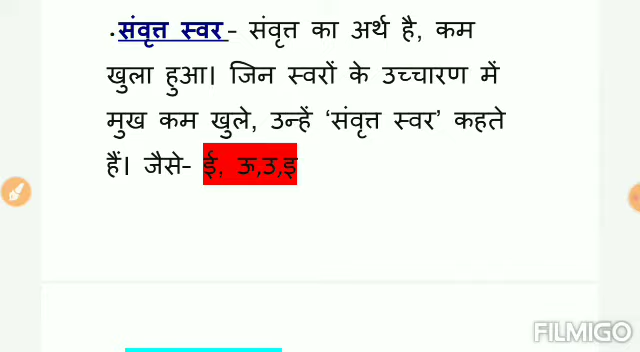 ·संवृत्त स्वर– संवृत्त का अर्थ है, कम
खुला हुआ। जिन स्वरों के उच्चारण में
मुख कम खुले, उन्हें ‘संवृत्त स्वर’ कहते
हैं। जैसे– ई, ऊ,उ,इ
FILMIGO